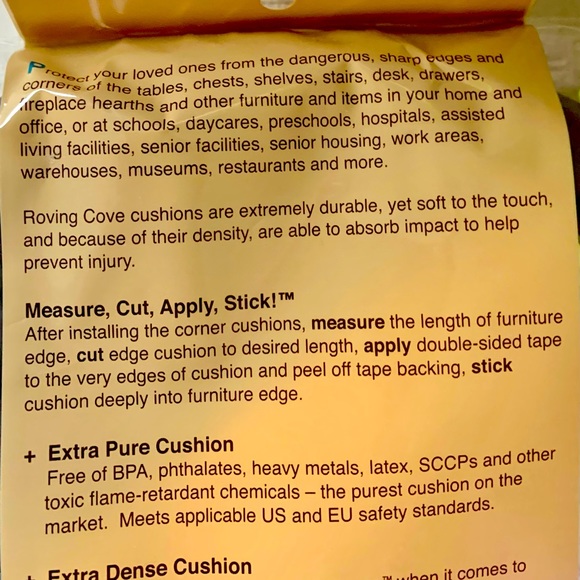 Protect your loved ones from the dangerous, sharp edges and
corners of the tables, chests, shelves, stairs, desk, drawers,
fireplace hearths and other furniture and items in your home and
office, or at schools, daycares, preschools, hospitals, assisted
living facilities, senior facilities, senior housing, work areas,
warehouses, museums, restaurants and more.
Roving Cove cushions are extremely durable, yet soft to the touch,
and because of their density, are able to absorb impact to help
prevent injury.
Measure, Cut, Apply, Stick!™
After installing the corner cushions, measure the length of furniture
edge, cut edge cushion to desired length, apply double-sided tape
to the very edges of cushion and peel off tape backing, stick
cushion deeply into furniture edge.
+ Extra Pure Cushion
Free of BPA, phthalates, heavy metals, latex, SCCPs and other
toxic flame-retardant chemicals – the purest cushion on the
market. Meets applicable US and EU safety standards.
+ Extra Dense Cushion
™ when it comes to